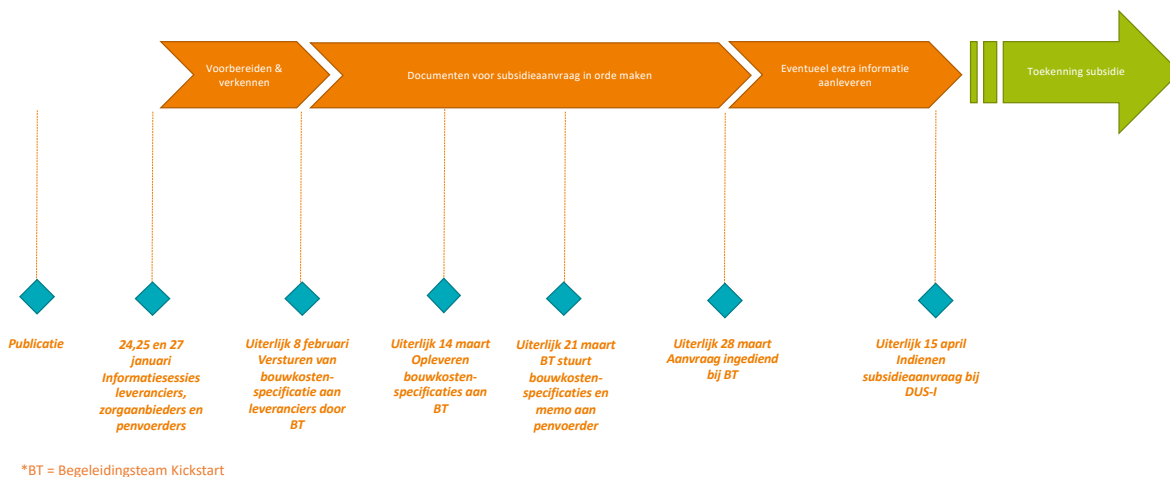 Voorbereiden &
verkennen
Documenten voor subsidieaanvraag in orde maken
Eventueel extra informatie
aanleveren
Toekenning subsidie
Publicatie
24,25 en 27
januari
Informatiesessies
leveranciers,
zorgaanbieders en
penvoerders
Uiterlijk 8 februari
Versturen van
bouwkosten-
specificatie aan
leveranciers door
BT
Uiterlijk 14 maart
Opleveren
bouwkosten-
specificaties aan
BT
Uiterlijk 21 maart
BT stuurt
bouwkosten-
specificaties en
memo aan
penvoerder
Uiterlijk 28 maart
Aanvraag ingediend
bij BT
Uiterlijk 15 april
Indienen
subsidieaanvraag bij
DUS-I
*BT = Begeleidingsteam Kickstart